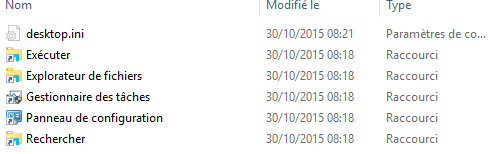 Nom Modifié le Type
desktop.ini 30/10/2015 08:21 Paramètres de co...
Exécuter 30/10/2015 08:18 Raccourci
Explorateur de fichiers 30/10/2015 08:18 Raccourci
Gestionnaire des tâches 30/10/2015 08:18 Raccourci
Panneau de configuration 30/10/2015 08:18 Raccourci
Rechercher 30/10/2015 08:18 Raccourci